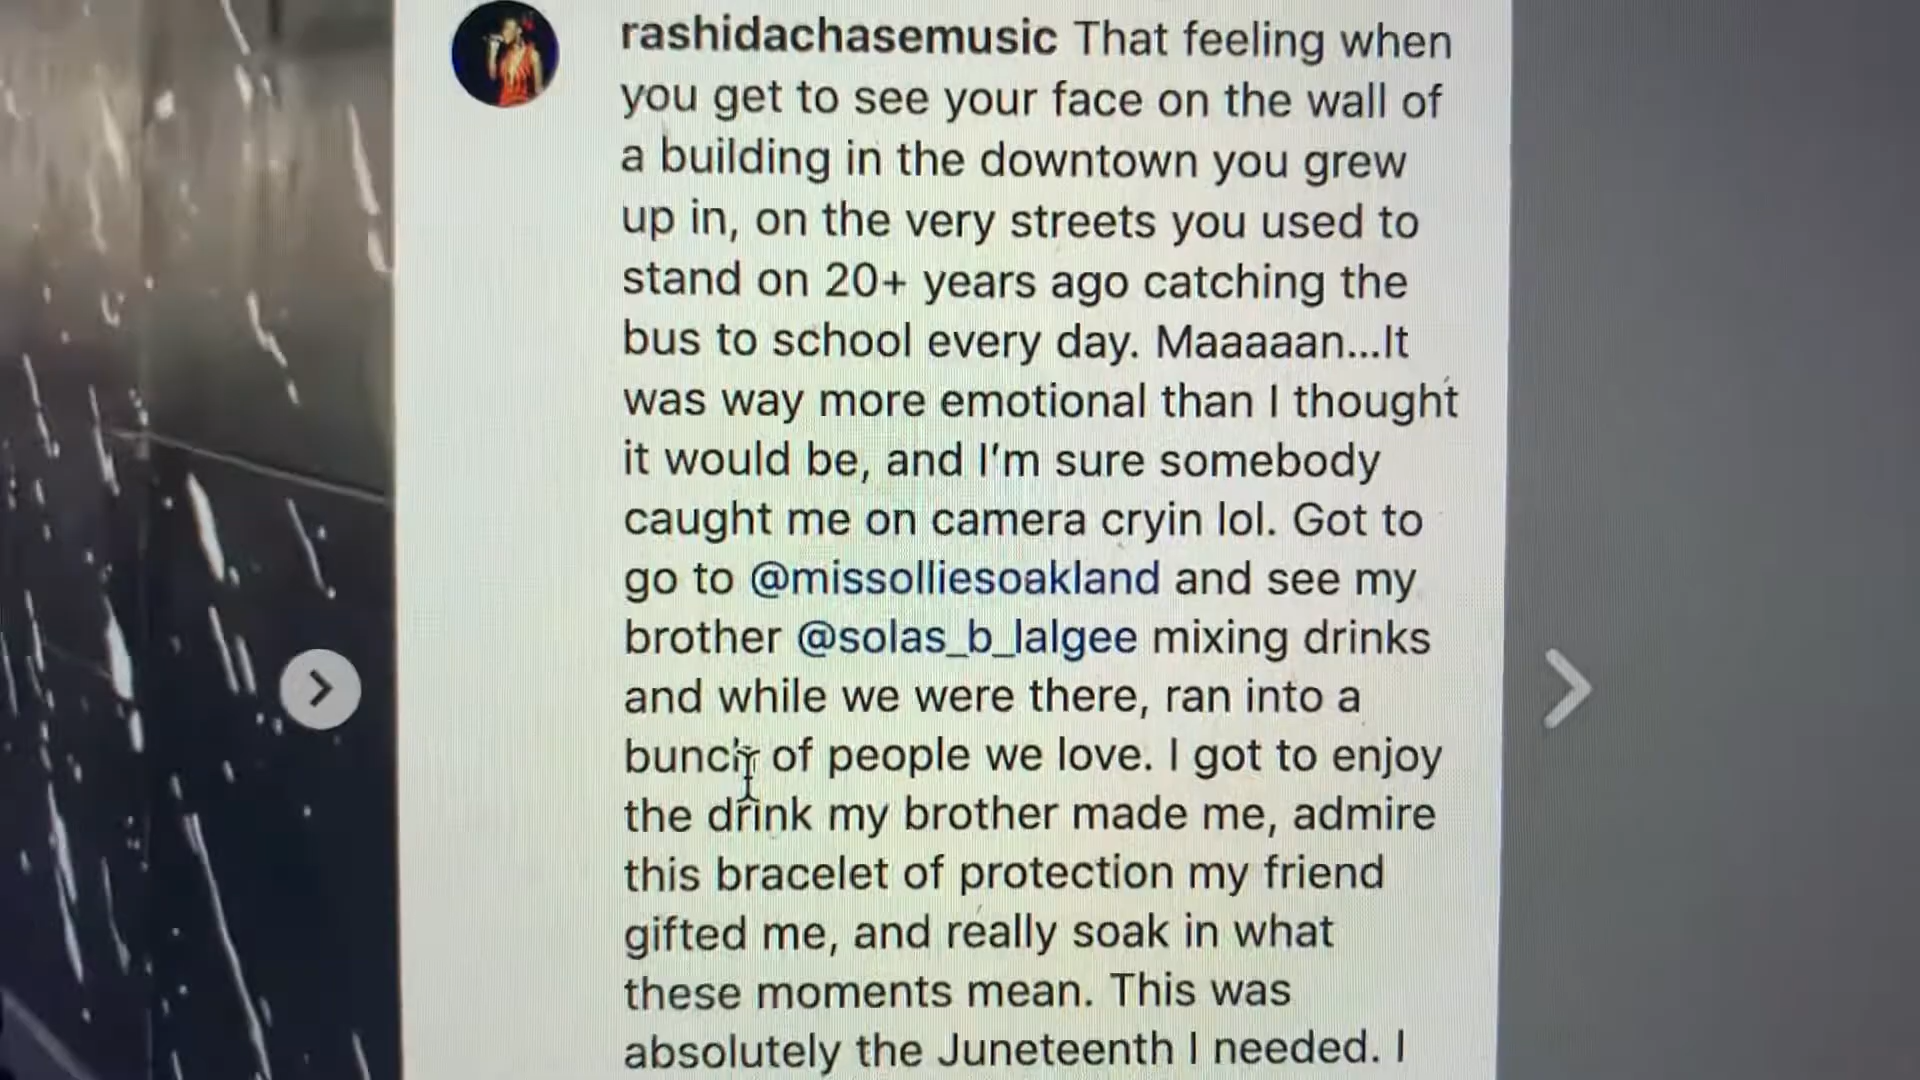 rashidachasemusic That feeling when
you get to see your face on the wall of
a building in the downtown you grew
up in, on the very streets you used to
stand on 20+ years ago catching the
bus to school every day. Maaaaan...It
was way more emotional than I thought
it would be, and I'm sure somebody
caught me on camera cryin lol. Got to
go to @missolliesoakland and see my
brother @solas_b_lalgee mixing drinks
and while we were there, ran into a
bunch of people we love. I got to enjoy
the drink my brother made me, admire
this bracelet of protection my friend
gifted me, and really soak in what
these moments mean. This was
absolutely the Juneteenth I needed. I